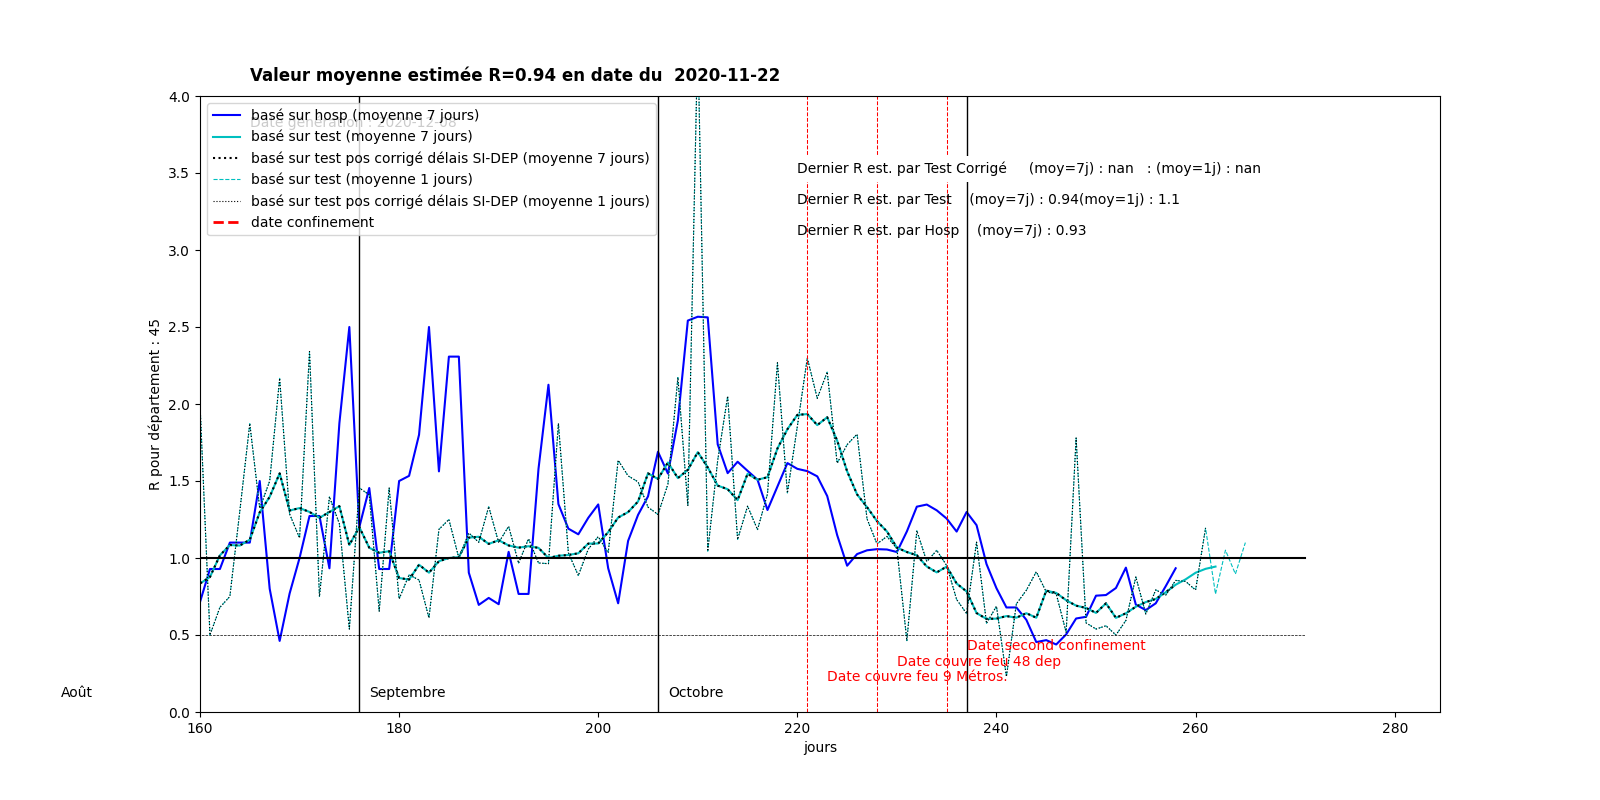 Valeur moyenne estimée R=0.94 en date du  2020-11-22
Date génération : 2020-12-08
basé sur hosp (moyenne 7 jours)
basé sur test (moyenne 7 jours)
basé sur test pos corrigé délais SI-DEP (moyenne 7 jours)
basé sur test (moyenne 1 jours)
basé sur test pos corrigé délais SI-DEP (moyenne 1 jours)
date confinement
Dernier R est. par Test Corrigé     (moy=7j) : nan   : (moy=1j) : nan
Dernier R est. par Test    (moy=7j) : 0.94(moy=1j) : 1.1
Dernier R est. par Hosp    (moy=7j) : 0.93
4.0
3.5
3.0
2.5
2.0
1.5
1.0
0.5
0.0
R pour département : 45
Date second confinement
Date couvre feu 48 dep
Date couvre feu 9 Métros.
Août
Septembre
Octobre
160
180
200
220
240
260
280
jours